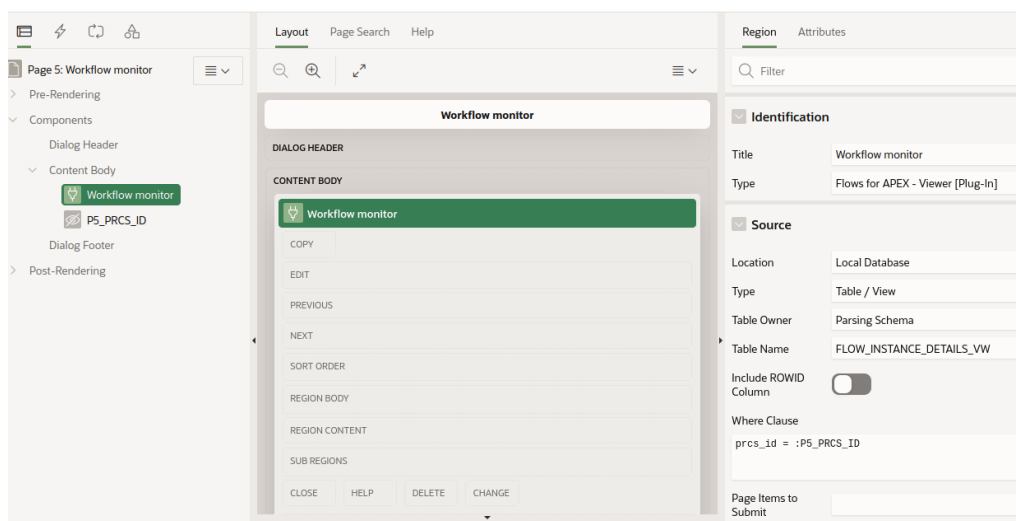 Page 5: Workflow monitor
Pre-Rendering
Components
Dialog Header
Content Body
Workflow monitor
P5_PRCS_ID
Dialog Footer
Post-Rendering
Layout Page Search Help
Workflow monitor
DIALOG HEADER
CONTENT BODY
Workflow monitor
COPY
EDIT
PREVIOUS
NEXT
SORT ORDER
REGION BODY
REGION CONTENT
SUB REGIONS
CLOSE HELP DELETE CHANGE
Region Attributes
Filter
Identification
Title Workflow monitor
Type Flows for APEX - Viewer [Plug-In]
Source
Location Local Database
Type Table / View
Table Owner Parsing Schema
Table Name FLOW_INSTANCE_DETAILS_VW
Include ROWID
Column
Where Clause
prcs_id = :P5_PRCS_ID
Page Items to
Submit